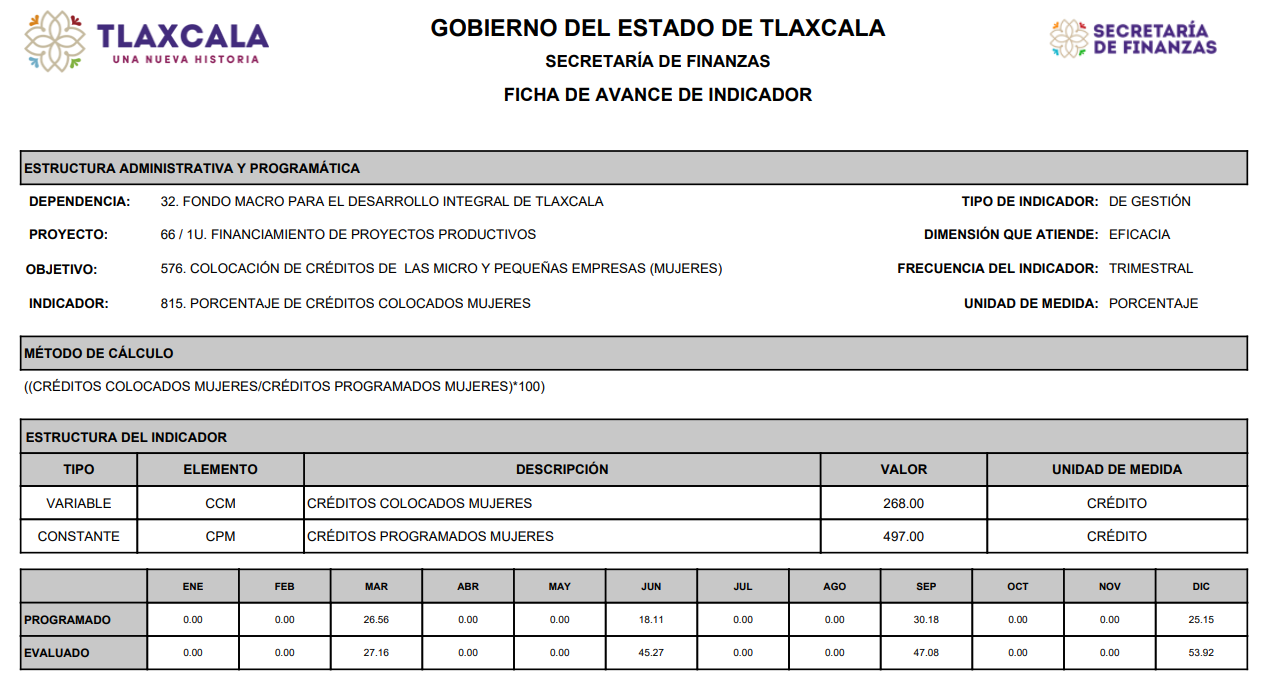 TLAXCALA
UNA NUEVA HISTORIA
GOBIERNO DEL ESTADO DE TLAXCALA
SECRETARÍA DE FINANZAS
FICHA DE AVANCE DE INDICADOR
SECRETARÍA
DE FINANZAS
ESTRUCTURA ADMINISTRATIVA Y PROGRAMÁTICA
DEPENDENCIA: 32. FONDO MACRO PARA EL DESARROLLO INTEGRAL DE TLAXCALA TIPO DE INDICADOR: DE GESTIÓN
PROYECTO: 66 / 1U. FINANCIAMIENTO DE PROYECTOS PRODUCTIVOS DIMENSIÓN QUE ATIENDE: EFICACIA
OBJETIVO: 576. COLOCACIÓN DE CRÉDITOS DE LAS MICRO Y PEQUEÑAS EMPRESAS (MUJERES) FRECUENCIA DEL INDICADOR: TRIMESTRAL
INDICADOR: 815. PORCENTAJE DE CRÉDITOS COLOCADOS MUJERES UNIDAD DE MEDIDA: PORCENTAJE
MÉTODO DE CÁLCULO
((CRÉDITOS COLOCADOS MUJERES/CRÉDITOS PROGRAMADOS MUJERES)*100)
ESTRUCTURA DEL INDICADOR
TIPO ELEMENTO DESCRIPCIÓN VALOR UNIDAD DE MEDIDA
VARIABLE CCM CRÉDITOS COLOCADOS MUJERES 268.00 CRÉDITO
CONSTANTE CPM CRÉDITOS PROGRAMADOS MUJERES 497.00 CRÉDITO
ENE FEB MAR ABR MAY JUN JUL AGO SEP OCT NOV DIC
PROGRAMADO 0.00 0.00 26.56 0.00 0.00 18.11 0.00 0.00 30.18 0.00 0.00 25.15
EVALUADO 0.00 0.00 27.16 0.00 0.00 45.27 0.00 0.00 47.08 0.00 0.00 53.92